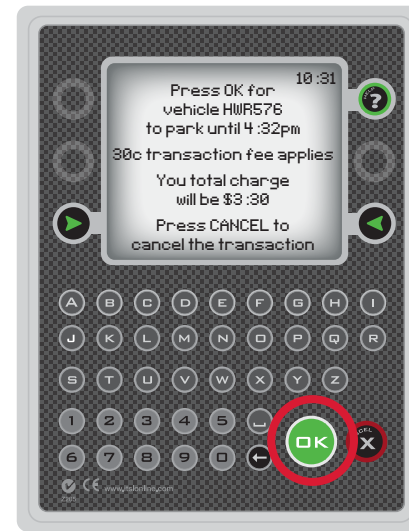 10:31
Press OK for
vehicle HWR576
to park until 4:32pm
30c transaction fee applies
You total charge
will be $3:30
Press CANCEL to
cancel the transaction
?
A B C D E F G H I
J K L M N O P Q R
S T U V W X Y Z
1 2 3 4 5
6 7 8 9 0
OK
X
CE www.itslonline.com